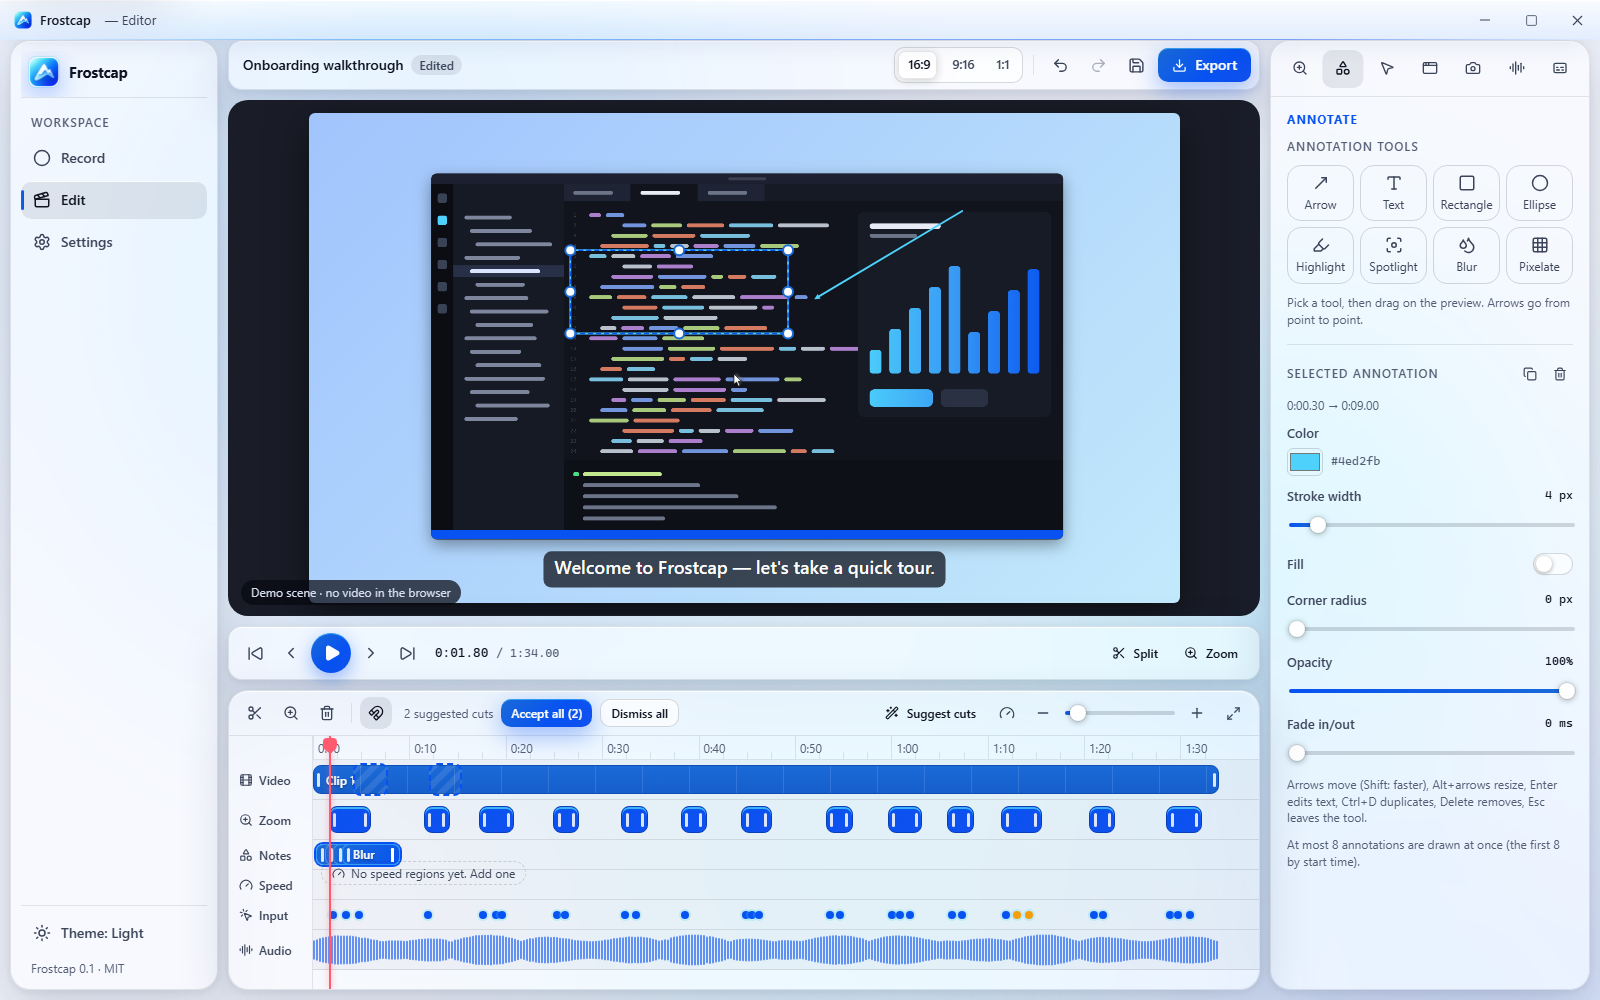 Frostcap — Editor
Frostcap
WORKSPACE
Record
Edit
Settings
Theme: Light
Frostcap 0.1 · MIT
Onboarding walkthrough Edited
16:9 9:16 1:1
Export
Welcome to Frostcap — let's take a quick tour.
Demo scene · no video in the browser
0:01.80 / 1:34.00
Split Zoom
2 suggested cuts Accept all (2) Dismiss all
Suggest cuts
0:10 0:20 0:30 0:40 0:50 1:00 1:10 1:20 1:30
Video Clip
Zoom
Notes Blur
No speed regions yet. Add one
Speed
Input
Audio
ANNOTATE
ANNOTATION TOOLS
Arrow Text Rectangle Ellipse
Highlight Spotlight Blur Pixelate
Pick a tool, then drag on the preview. Arrows go from
point to point.
SELECTED ANNOTATION
0:00.30 → 0:09.00
Color
#4ed2fb
Stroke width 4 px
Fill
Corner radius 0 px
Opacity 100%
Fade in/out 0 ms
Arrows move (Shift: faster), Alt+arrows resize, Enter
edits text, Ctrl+D duplicates, Delete removes, Esc
leaves the tool.
At most 8 annotations are drawn at once (the first 8
by start time).